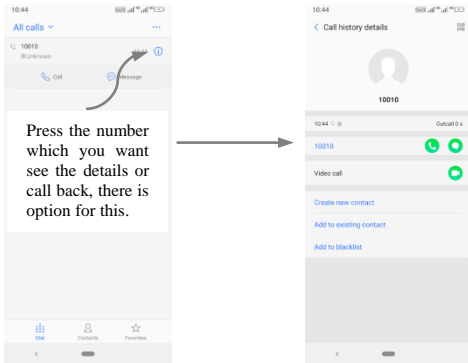 10:44
All calls
10010
Unknown
10:44
Call
Message
Press the number
which you want
see the details or
call back, there is
option for this.
Dial
Contacts
Favorites
10:44
Call history details
10010
10:44
Outcall 0 s
10010
Video call
Create new contact
Add to existing contact
Add to blacklist